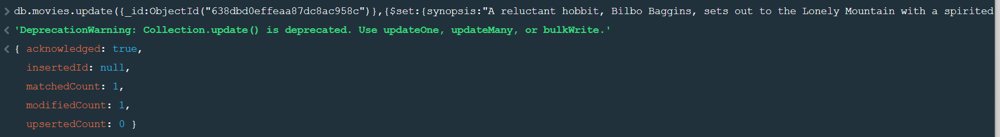 db.movies.update({_id:ObjectId("638dbd0effeaa87dc8ac958c")},{$set:{synopsis:"A reluctant hobbit, Bilbo Baggins, sets out to the Lonely Mountain with a spirited
'DeprecationWarning: Collection.update() is deprecated. Use updateOne, updateMany, or bulkWrite.'
{ acknowledged: true,
insertedId: null,
matchedCount: 1,
modifiedCount: 1,
upsertedCount: 0 }